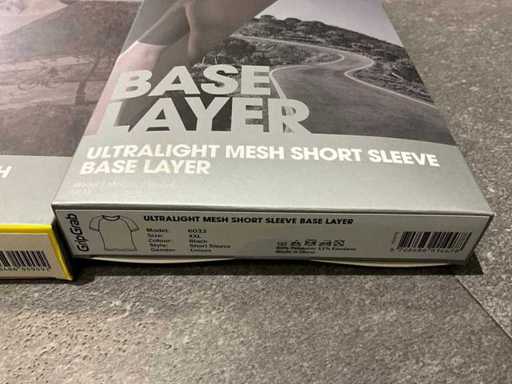 BASE
LAYER
ULTRALIGHT MESH SHORT SLEEVE
BASE LAYER
H
GripGrab
ULTRALIGHT MESH SHORT SLEEVE BASE LAYER
Model: 6033
Size: XXL
Colour: Black
Style: Short Sleeve
Gender: Unisex